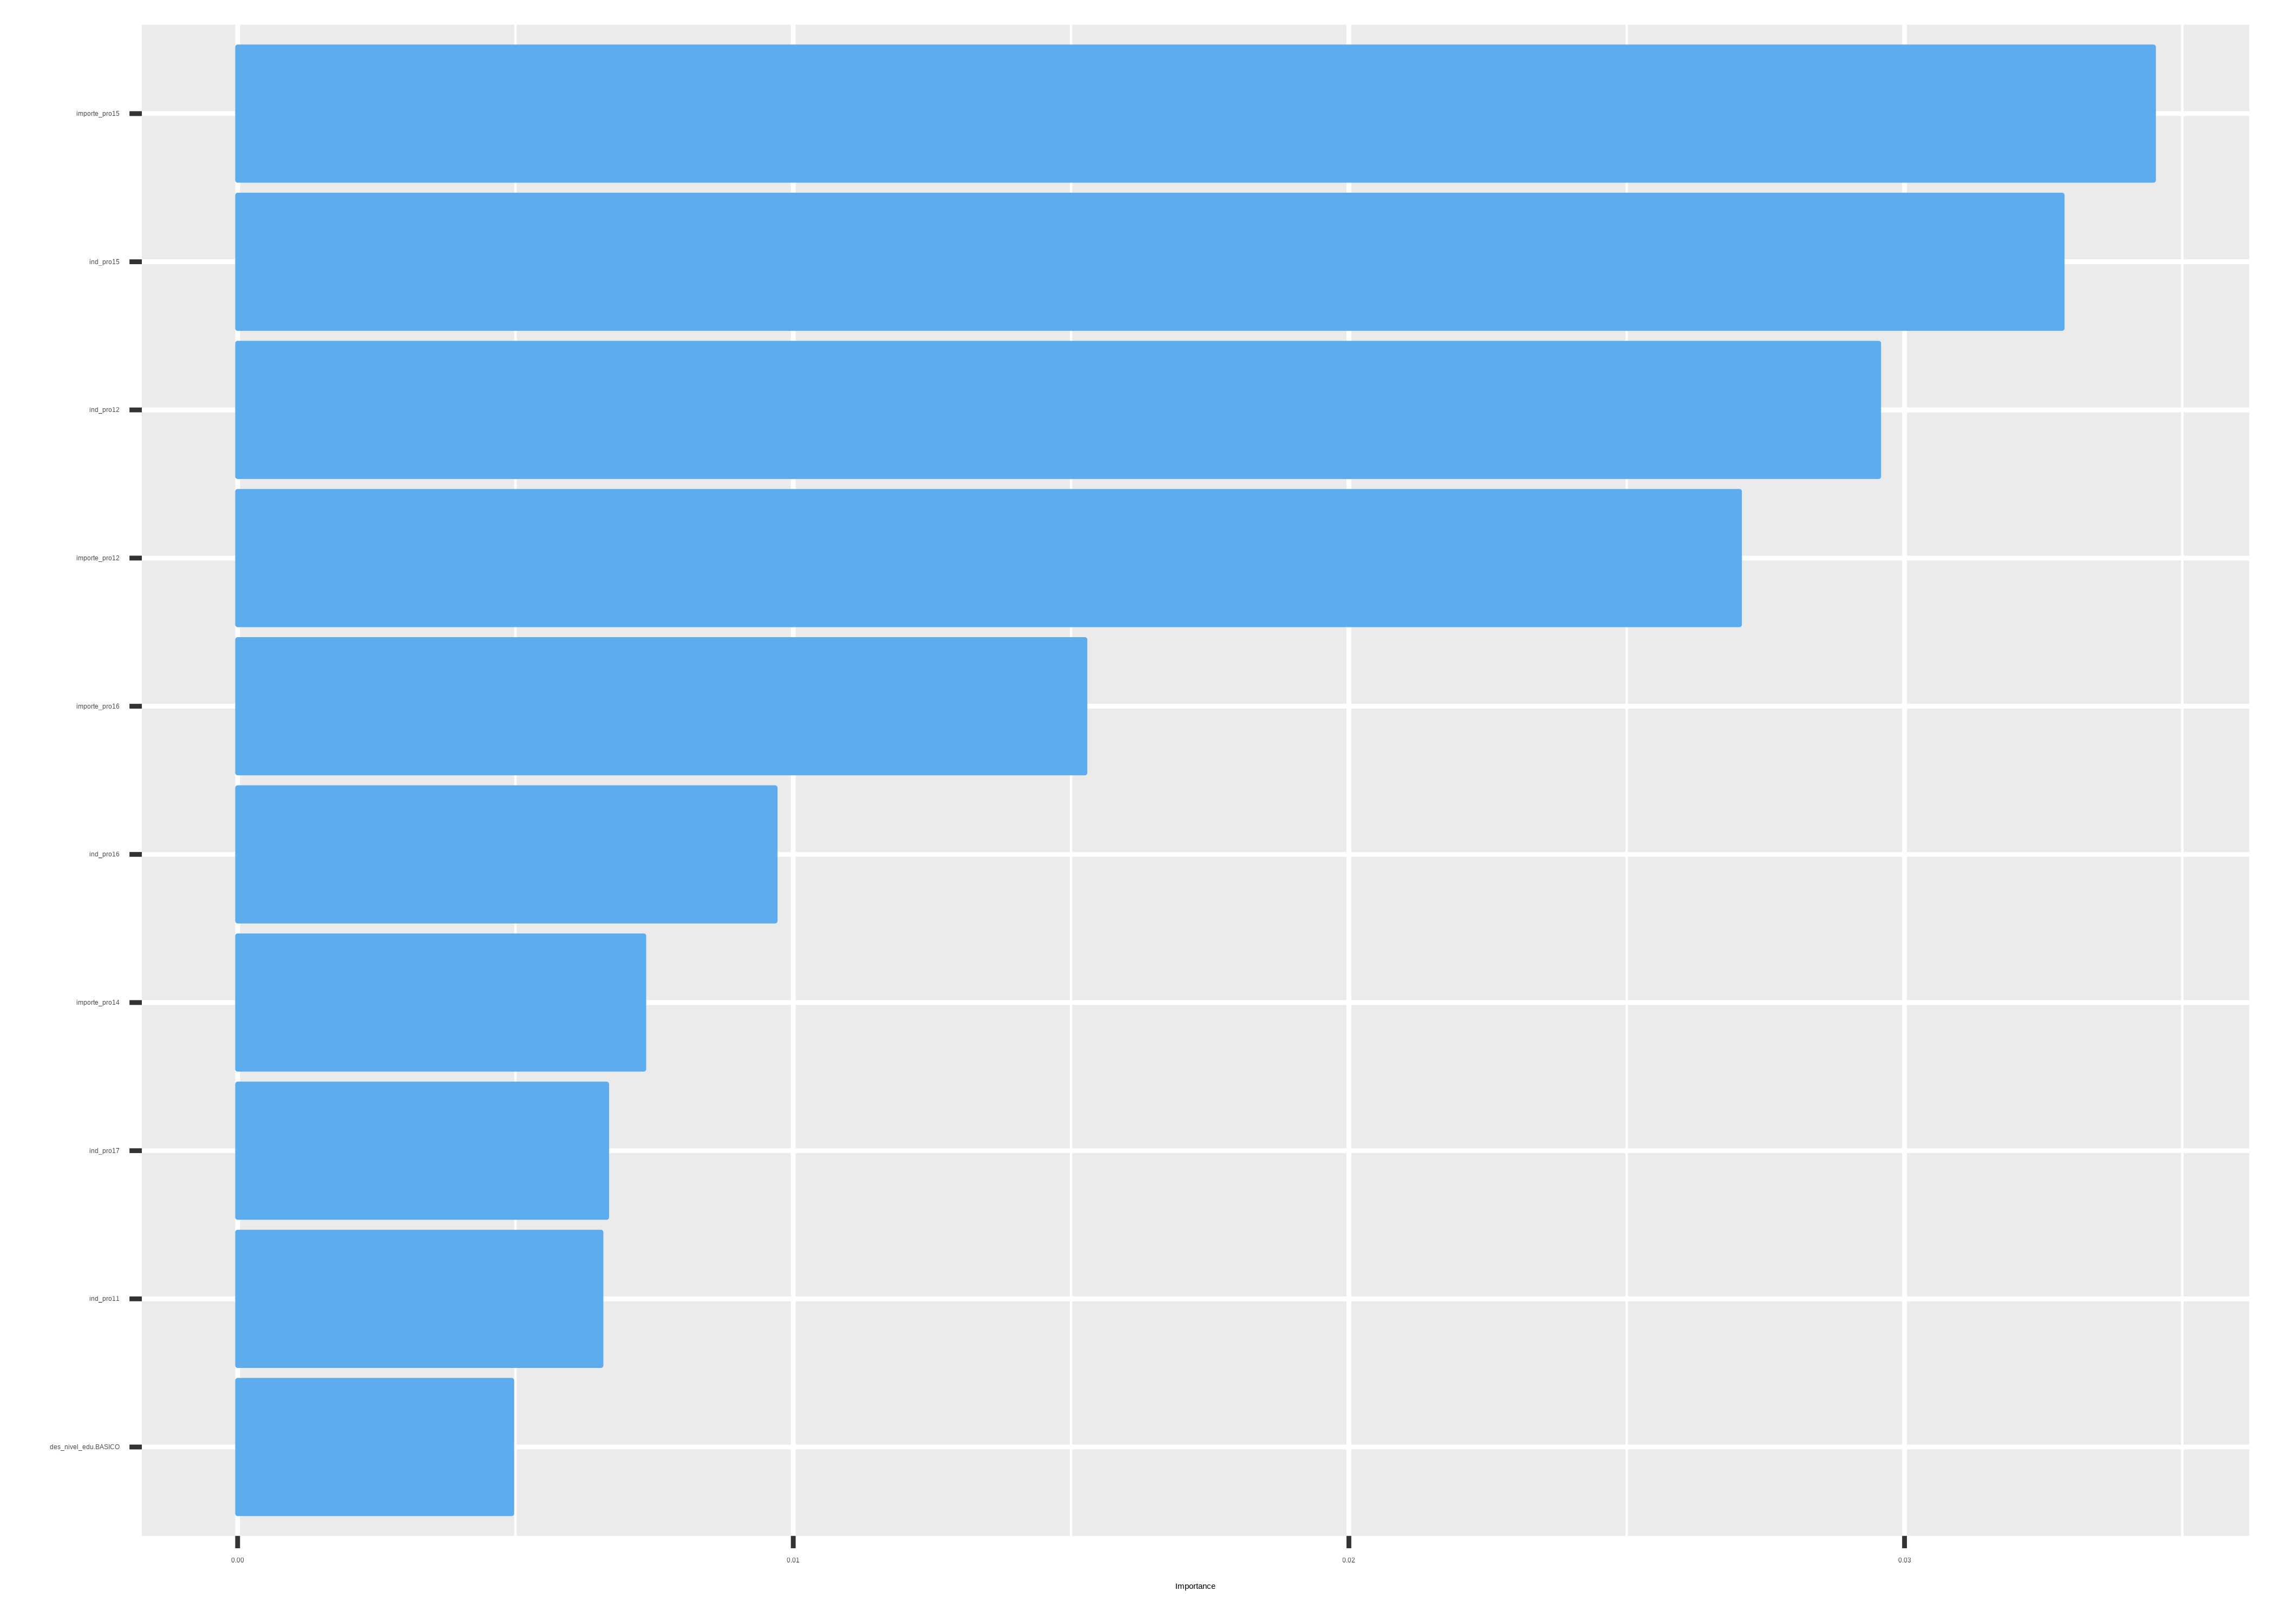 importe_pro15
ind_pro15
ind_pro12
importe_pro12
importe_pro16
ind_pro16
importe_pro14
ind_pro17
ind_pro11
des_nivel_edu.BASICO
0.00 0.01 0.02 0.03
Importance